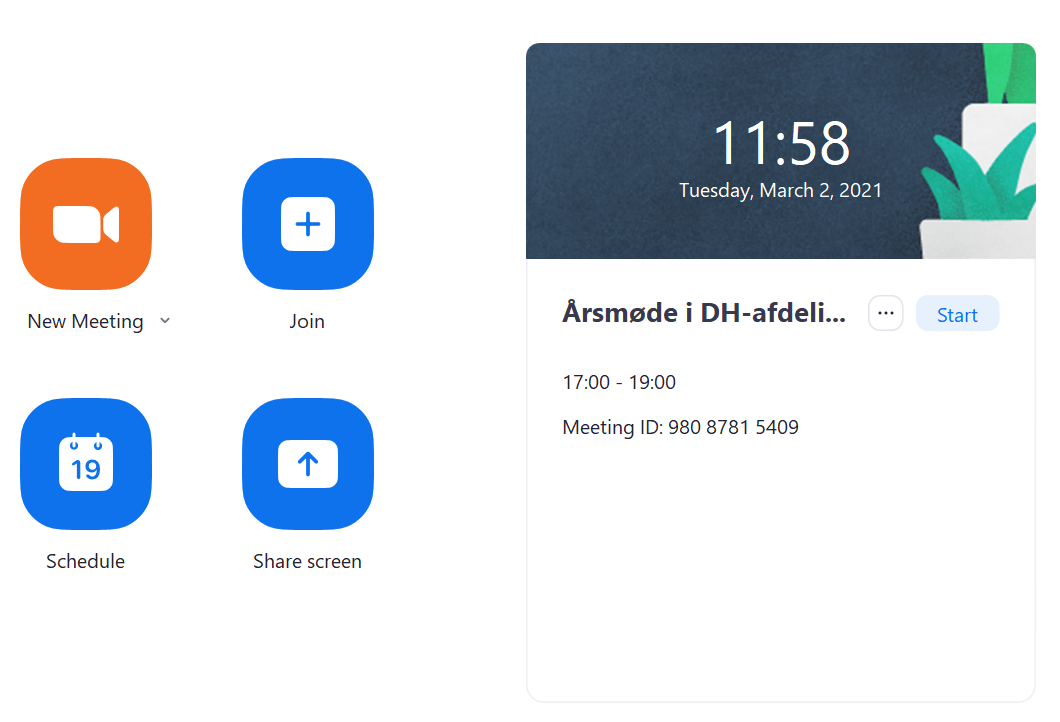 New Meeting
Join
19
Schedule
Share screen
11:58
Tuesday, March 2, 2021
Årsmøde i DH-afdeli...
Start
17:00 - 19:00
Meeting ID: 980 8781 5409